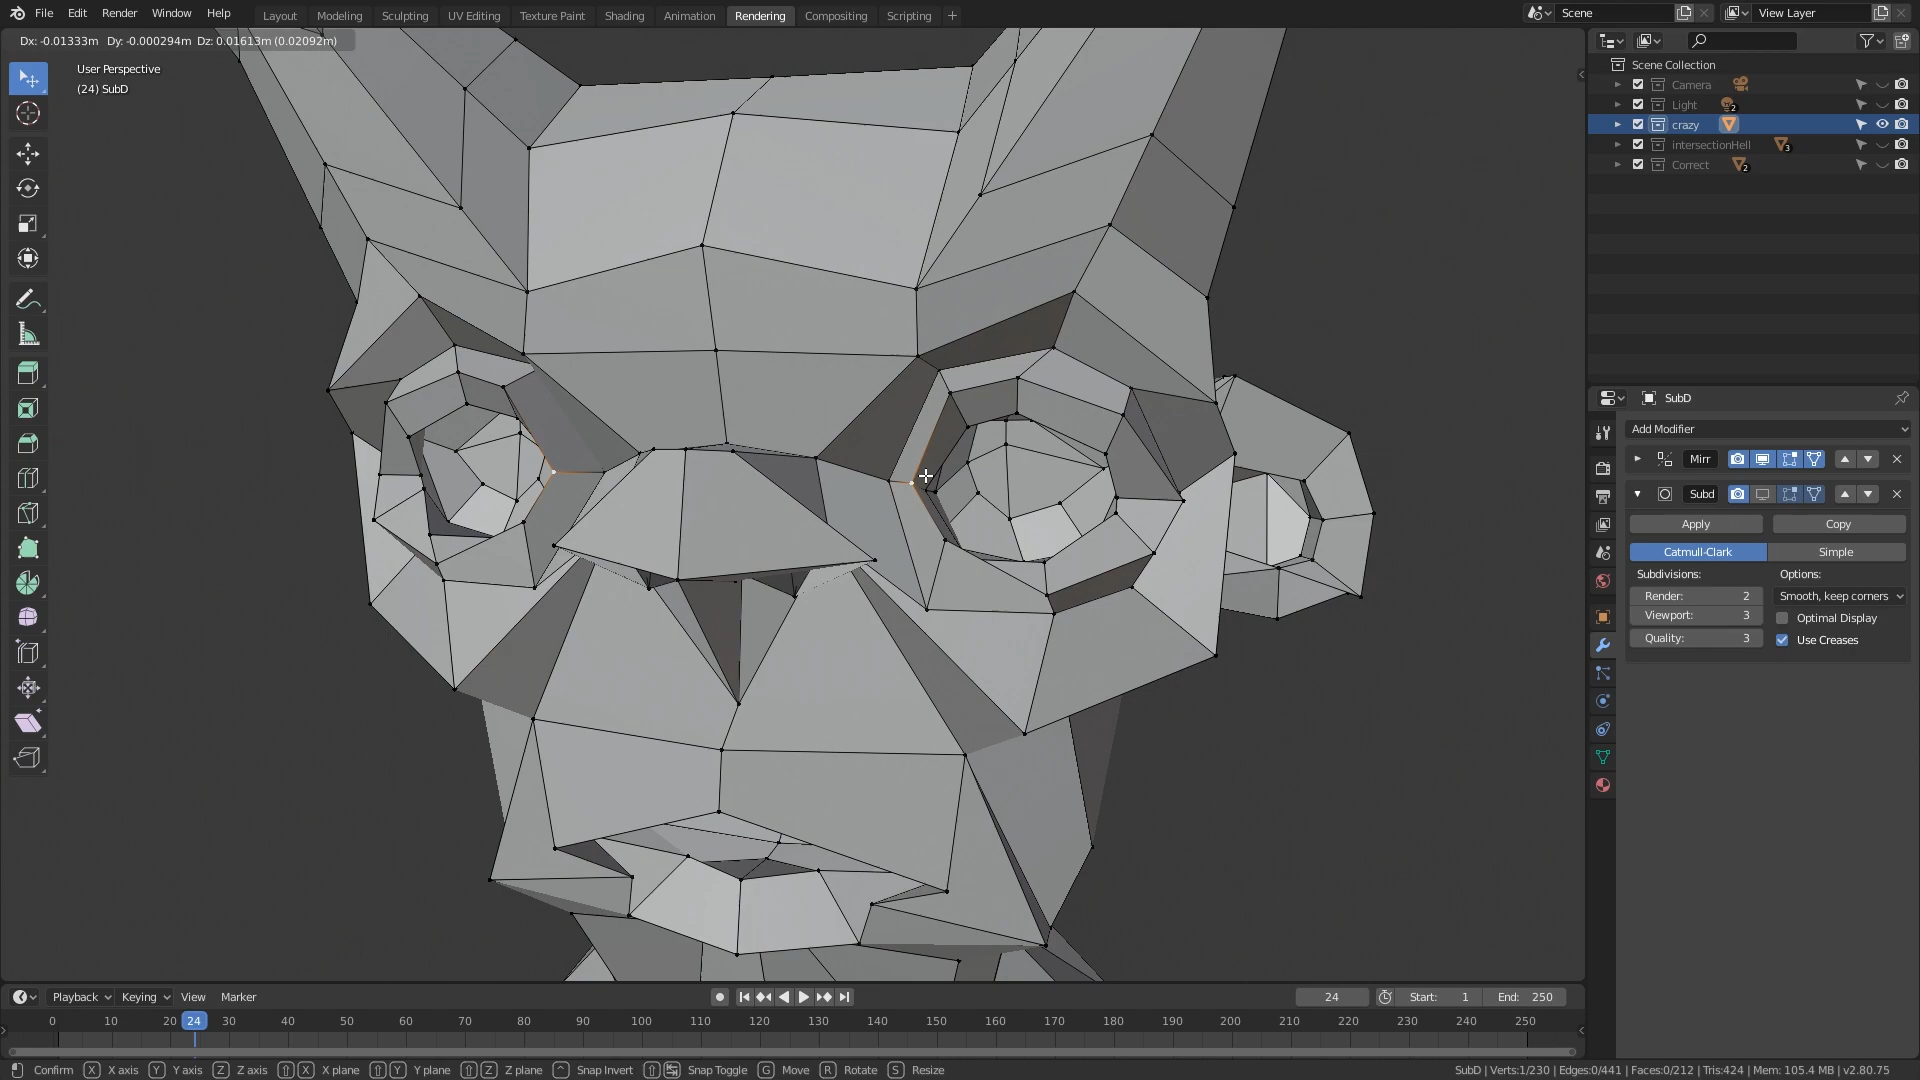 File Edit Render Window Help Layout Modeling Sculpting UV Editing Texture Paint Shading Animation Rendering Compositing Scripting Scene View Layer
Dx: -0.01333m Dy: -0.000294m Dz: 0.01613m (0.02092m)
User Perspective
(24) SubD
Scene Collection
Camera
Light 2
crazy
intersectionHell 3
Correct 2
SubD
Add Modifier
Mirr
Subd
Apply Copy
Catmull-Clark Simple
Subdivisions: Options:
Render: 2 Smooth, keep corners
Viewport: 3 Optimal Display
Quality: 3 Use Creases
Playback Keying View Marker 24 Start: 1 End: 250
0 10 20 24 30 40 50 60 70 80 90 100 110 120 130 140 150 160 170 180 190 200 210 220 230 240 250
Confirm X X axis Y Y axis Z Z axis X X plane Y Y plane Z Z plane Snap Invert Snap Toggle G Move R Rotate S Resize SubD | Verts:1/230 | Edges:0/441 | Faces:0/212 | Tris:424 | Mem: 105.4 MB | v2.80.75